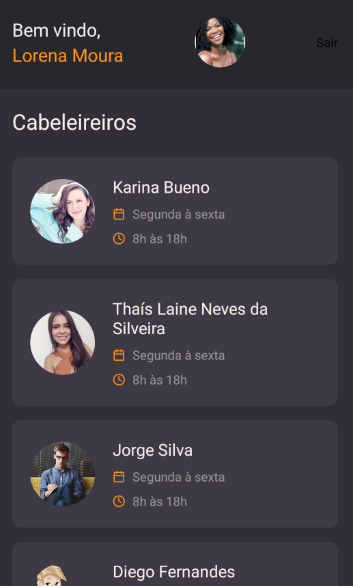 Bem vindo,
Lorena Moura
Sair
Cabeleireiros
Karina Bueno
Segunda à sexta
8h às 18h
Thaís Laine Neves da
Silveira
Segunda à sexta
8h às 18h
Jorge Silva
Segunda à sexta
8h às 18h
Diego Fernandes